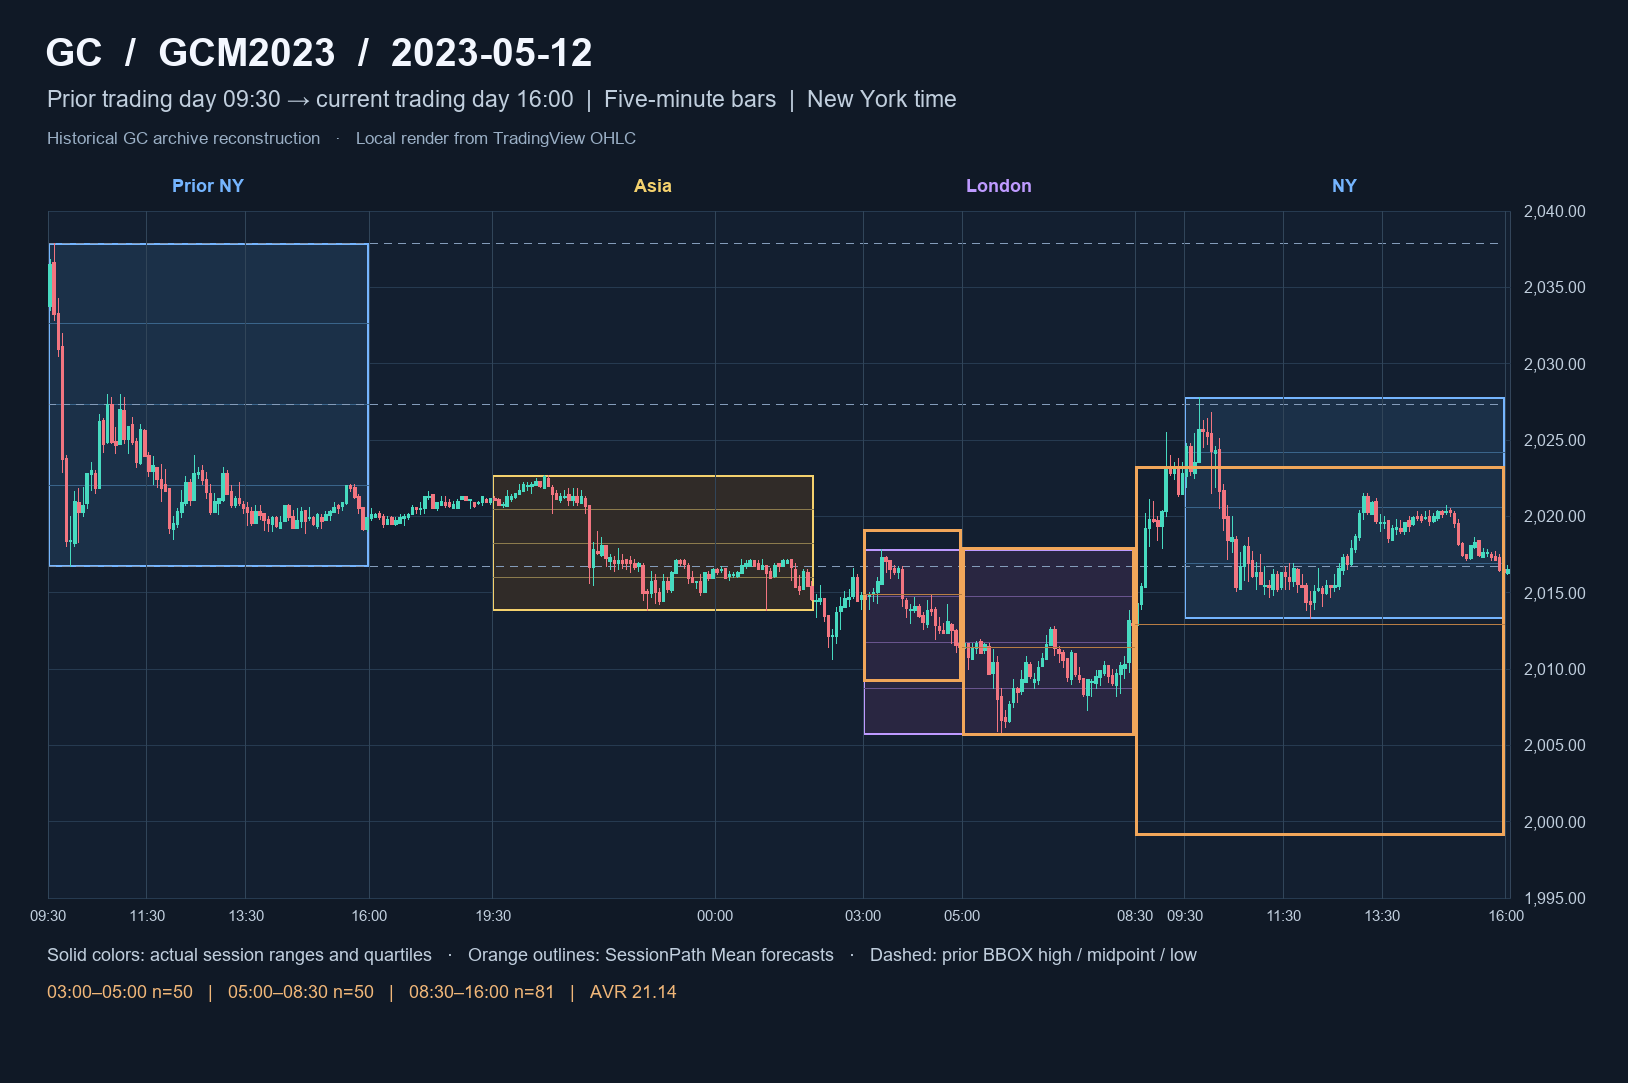 GC / GCM2023 / 2023-05-12
Prior trading day 09:30 → current trading day 16:00 | Five-minute bars | New York time
Historical GC archive reconstruction · Local render from TradingView OHLC
Prior NY Asia London NY
2,040.00
2,035.00
2,030.00
2,025.00
2,020.00
2,015.00
2,010.00
2,005.00
2,000.00
1,995.00
09:30 11:30 13:30 16:00 19:30 00:00 03:00 05:00 08:30 09:30 11:30 13:30 16:00
Solid colors: actual session ranges and quartiles · Orange outlines: SessionPath Mean forecasts · Dashed: prior BBOX high / midpoint / low
03:00–05:00 n=50 | 05:00–08:30 n=50 | 08:30–16:00 n=81 | AVR 21.14